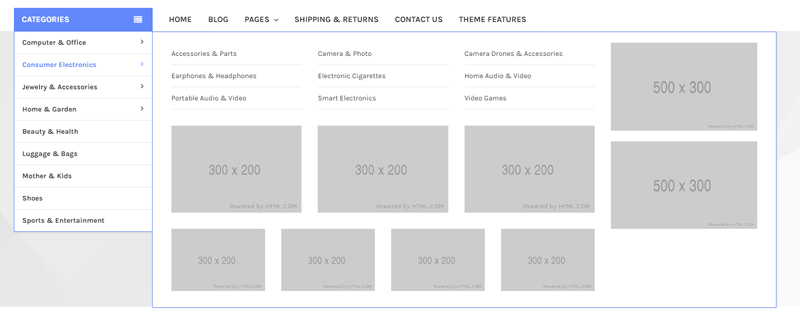 CATEGORIES
HOME BLOG PAGES SHIPPING & RETURNS CONTACT US THEME FEATURES
Computer & Office
Consumer Electronics
Jewelry & Accessories
Home & Garden
Beauty & Health
Luggage & Bags
Mother & Kids
Shoes
Sports & Entertainment
Accessories & Parts Camera & Photo Camera Drones & Accessories
Earphones & Headphones Electronic Cigarettes Home Audio & Video
Portable Audio & Video Smart Electronics Video Games
500 x 300
Powered by HTML.COM
500 x 300
Powered by HTML.COM
300 x 200 300 x 200 300 x 200
Powered by HTML.COM Powered by HTML.COM Powered by HTML.COM
300 x 200 300 x 200 300 x 200 300 x 200
Powered by HTML.COM Powered by HTML.COM Powered by HTML.COM Powered by HTML.COM